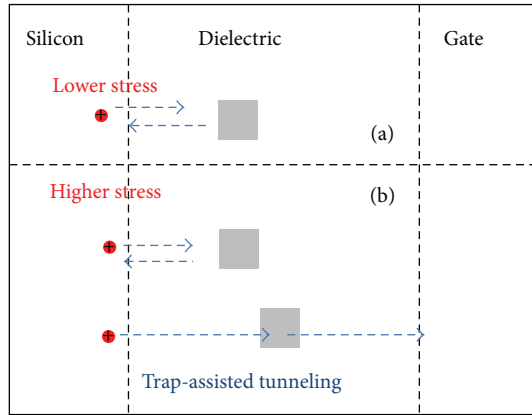 Silicon Dielectric Gate
Lower stress
+
(a)
Higher stress
(b)
+
+
Trap-assisted tunneling